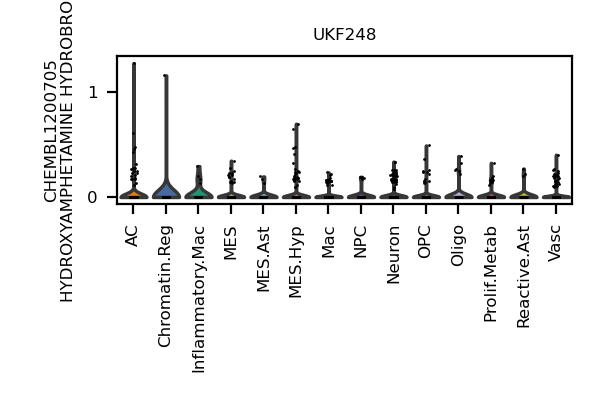 UKF248
CHEMBL1200705
HYDROXYAMPHETAMINE HYDROBRO
1
0
AC
Chromatin.Reg
Inflammatory.Mac
MES
MES.Ast
MES.Hyp
Mac
NPC
Neuron
OPC
Oligo
Prolif.Metab
Reactive.Ast
Vasc